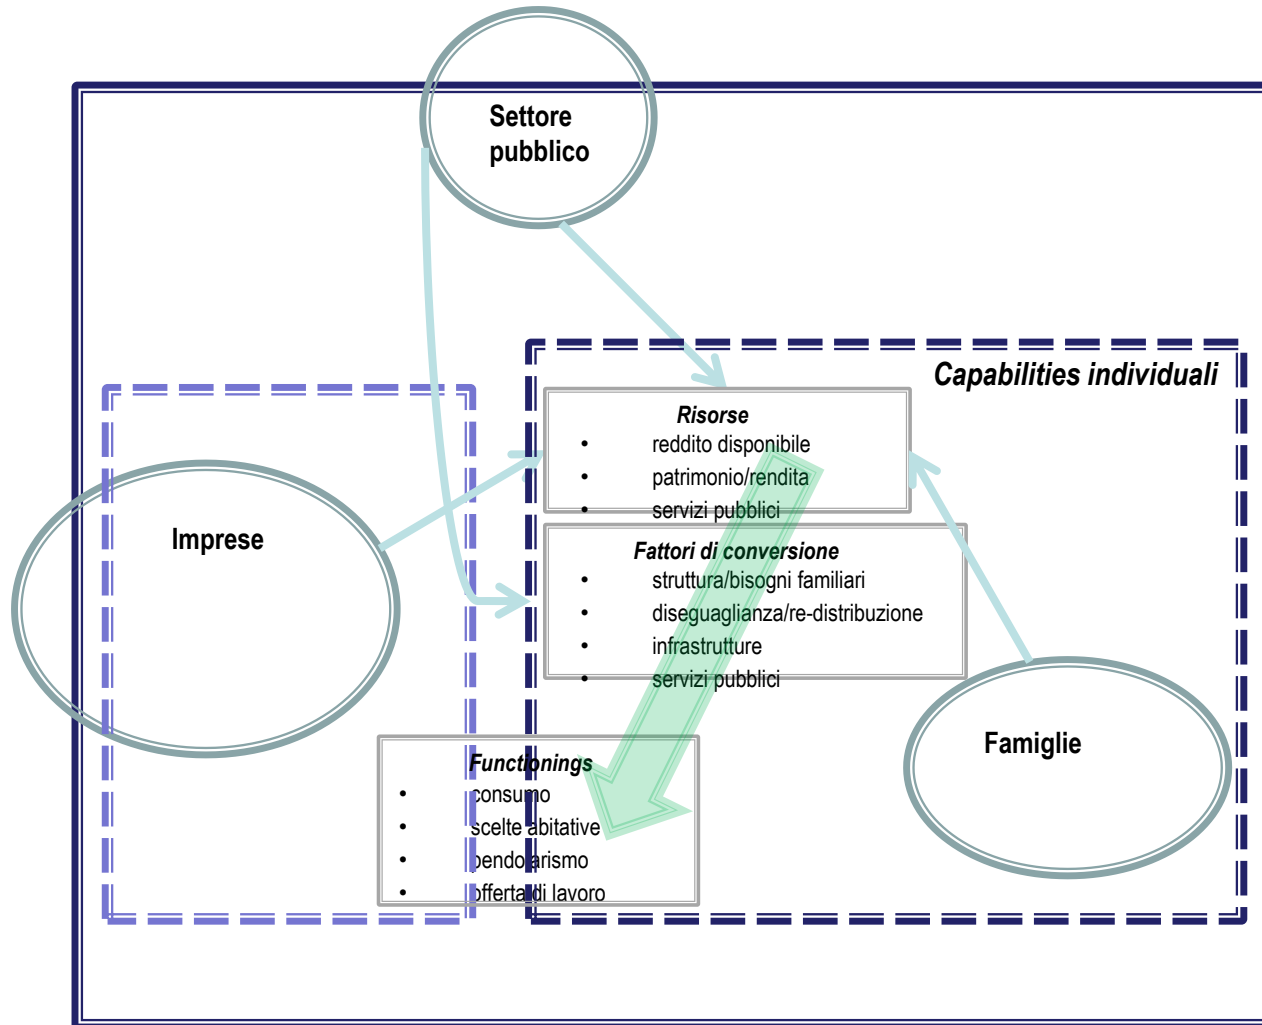 Settore
pubblico
Capabilities individuali
Risorse
• reddito disponibile
• patrimonio/rendita
• servizi pubblici
Imprese
Fattori di conversione
• struttura/bisogni familiari
• diseguaglianza/re-distribuzione
• infrastrutture
• servizi pubblici
Famiglie
Functionings
• consumo
• scelte abitative
• pendolarismo
• offerta di lavoro